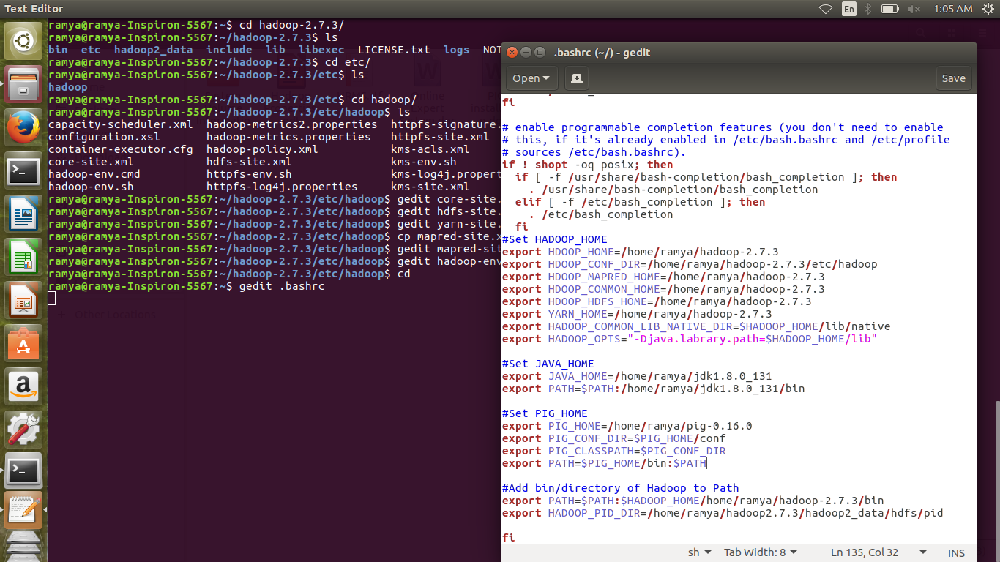 Text Editor
En
1:05 AM
ramya@ramya-Inspiron-5567:~$ cd hadoop-2.7.3/
ramya@ramya-Inspiron-5567:~/hadoop-2.7.3$ ls
bin etc hadoop2_data include lib libexec LICENSE.txt logs NOT
ramya@ramya-Inspiron-5567:~/hadoop-2.7.3$ cd etc/
ramya@ramya-Inspiron-5567:~/hadoop-2.7.3/etc$ ls
hadoop
ramya@ramya-Inspiron-5567:~/hadoop-2.7.3/etc$ cd hadoop/
ramya@ramya-Inspiron-5567:~/hadoop-2.7.3/etc/hadoop$ ls
capacity-scheduler.xml hadoop-metrics2.properties httpfs-signature.
configuration.xsl hadoop-metrics.properties httpfs-site.xml
container-executor.cfg hadoop-policy.xml kms-acls.xml
core-site.xml hdfs-site.xml kms-env.sh
hadoop-env.cmd httpfs-env.sh kms-log4j.propert
hadoop-env.sh httpfs-log4j.properties kms-site.xml
ramya@ramya-Inspiron-5567:~/hadoop-2.7.3/etc/hadoop$ gedit core-site.
ramya@ramya-Inspiron-5567:~/hadoop-2.7.3/etc/hadoop$ gedit hdfs-site.
ramya@ramya-Inspiron-5567:~/hadoop-2.7.3/etc/hadoop$ gedit yarn-site.
ramya@ramya-Inspiron-5567:~/hadoop-2.7.3/etc/hadoop$ cp mapred-site.x
ramya@ramya-Inspiron-5567:~/hadoop-2.7.3/etc/hadoop$ gedit mapred-sit
ramya@ramya-Inspiron-5567:~/hadoop-2.7.3/etc/hadoop$ gedit hadoop-env
ramya@ramya-Inspiron-5567:~/hadoop-2.7.3/etc/hadoop$ cd
ramya@ramya-Inspiron-5567:~$ gedit .bashrc
+ Other Locations
.bashrc (~/) - gedit
Open
Save
fi
# enable programmable completion features (you don't need to enable
# this, if it's already enabled in /etc/bash.bashrc and /etc/profile
# sources /etc/bash.bashrc).
if ! shopt -oq posix; then
if [ -f /usr/share/bash-completion/bash_completion ]; then
. /usr/share/bash-completion/bash_completion
elif [ -f /etc/bash_completion ]; then
. /etc/bash_completion
fi
#Set HADOOP_HOME
export HDOOP_HOME=/home/ramya/hadoop-2.7.3
export HDOOP_CONF_DIR=/home/ramya/hadoop-2.7.3/etc/hadoop
export HDOOP_MAPRED_HOME=/home/ramya/hadoop-2.7.3
export HDOOP_COMMON_HOME=/home/ramya/hadoop-2.7.3
export HDOOP_HDFS_HOME=/home/ramya/hadoop-2.7.3
export YARN_HOME=/home/ramya/hadoop-2.7.3
export HADOOP_COMMON_LIB_NATIVE_DIR=$HADOOP_HOME/lib/native
export HADOOP_OPTS="-Djava.labrary.path=$HADOOP_HOME/lib"
#Set JAVA_HOME
export JAVA_HOME=/home/ramya/jdk1.8.0_131
export PATH=$PATH:/home/ramya/jdk1.8.0_131/bin
#Set PIG_HOME
export PIG_HOME=/home/ramya/pig-0.16.0
export PIG_CONF_DIR=$PIG_HOME/conf
export PIG_CLASSPATH=$PIG_CONF_DIR
export PATH=$PIG_HOME/bin:$PATH
#Add bin/directory of Hadoop to Path
export PATH=$PATH:$HADOOP_HOME/home/ramya/hadoop-2.7.3/bin
export HADOOP_PID_DIR=/home/ramya/hadoop2.7.3/hadoop2_data/hdfs/pid
fi
sh
Tab Width: 8
Ln 135, Col 32
INS